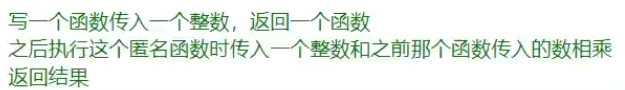 写一个函数传入一个整数，返回一个函数
之后执行这个匿名函数时传入一个整数和之前那个函数传入的数相乘
返回结果